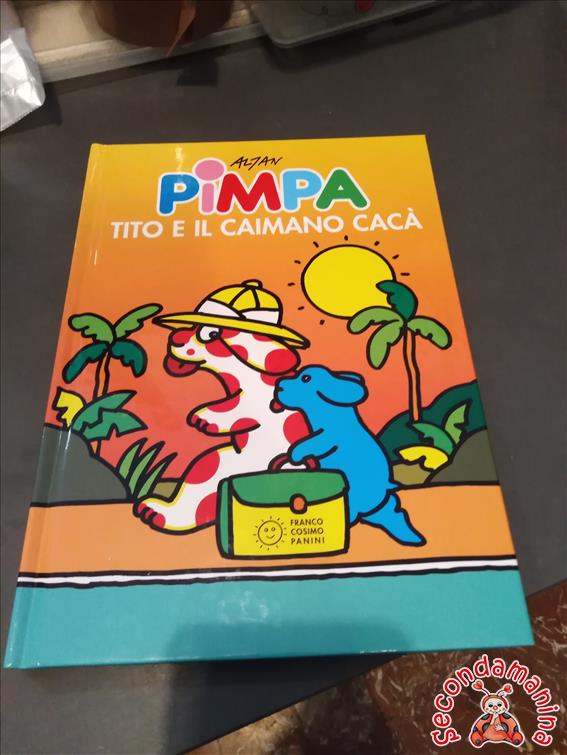 ALTAN
PiMPA
TITO E IL CAIMANO CACÀ
FRANCO
COSIMO
PANINI
Secondamanina